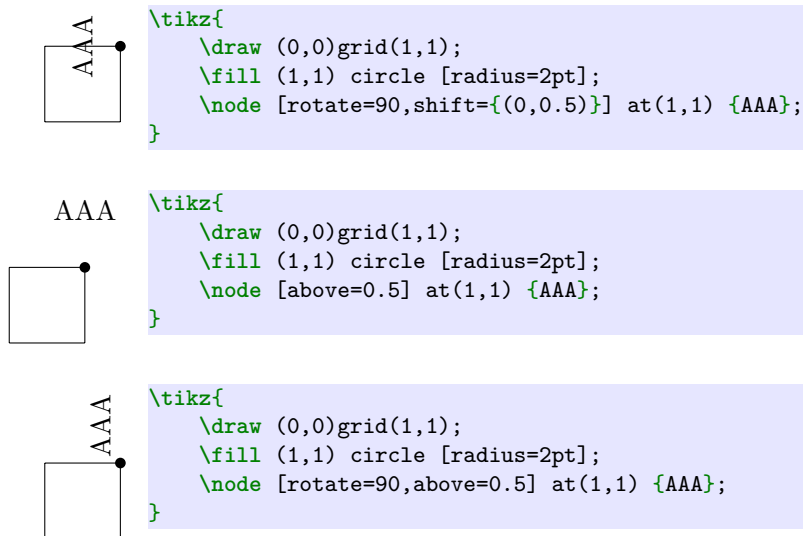 AAA
\tikz{
    \draw (0,0)grid(1,1);
    \fill (1,1) circle [radius=2pt];
    \node [rotate=90,shift={(0,0.5)}] at(1,1) {AAA};
}
AAA
\tikz{
    \draw (0,0)grid(1,1);
    \fill (1,1) circle [radius=2pt];
    \node [above=0.5] at(1,1) {AAA};
}
AAA
\tikz{
    \draw (0,0)grid(1,1);
    \fill (1,1) circle [radius=2pt];
    \node [rotate=90,above=0.5] at(1,1) {AAA};
}